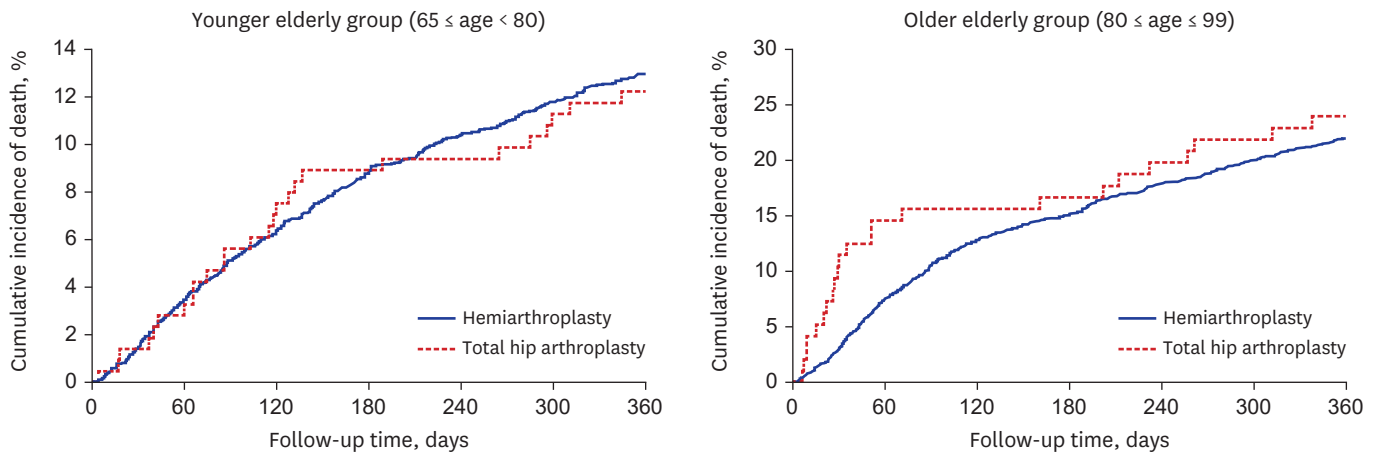 Younger elderly group (65 ≤ age < 80)
Cumulative incidence of death, %
14
12
10
8
6
4
2
0
Hemiarthroplasty
Total hip arthroplasty
0 60 120 180 240 300 360
Follow-up time, days
Older elderly group (80 ≤ age ≤ 99)
Cumulative incidence of death, %
30
25
20
15
10
5
0
Hemiarthroplasty
Total hip arthroplasty
0 60 120 180 240 300 360
Follow-up time, days